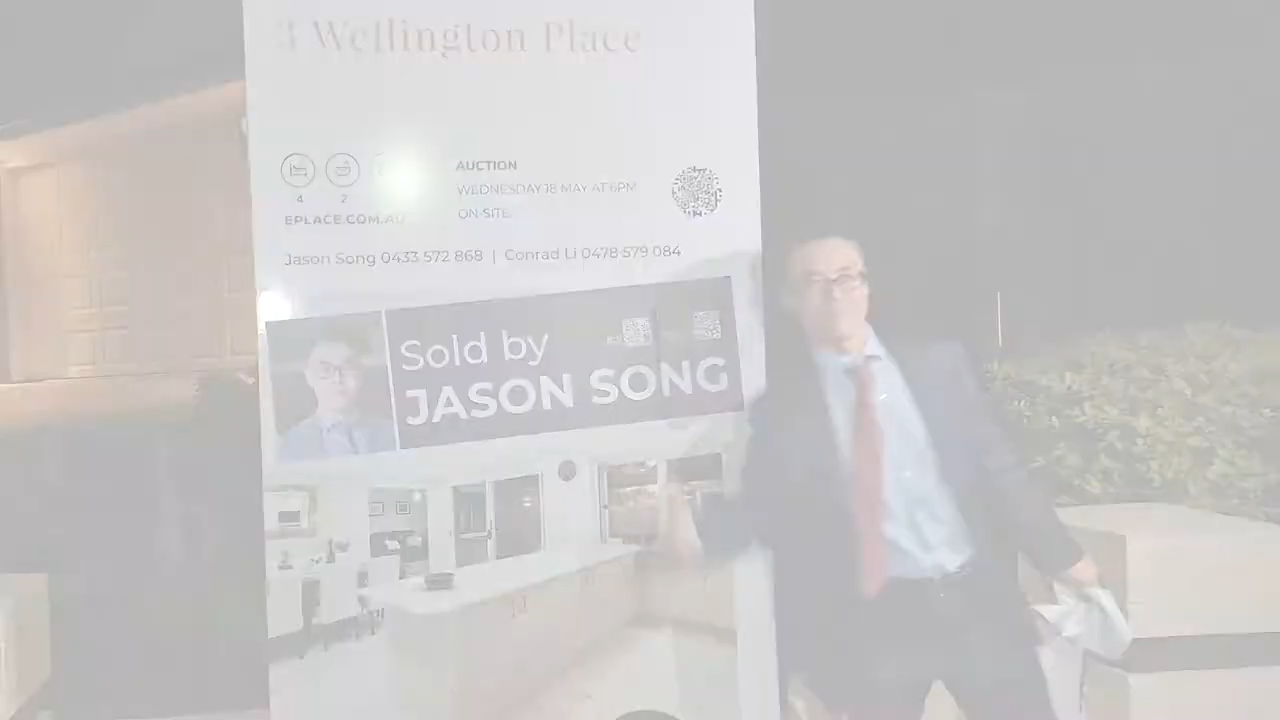 3 Wellington Place
AUCTION
WEDNESDAY 18 MAY AT 6PM
ON-SITE
4 2
EPLACE.COM.AU
Jason Song 0433 572 868 | Conrad Li 0478 579 084
Sold by
JASON SONG